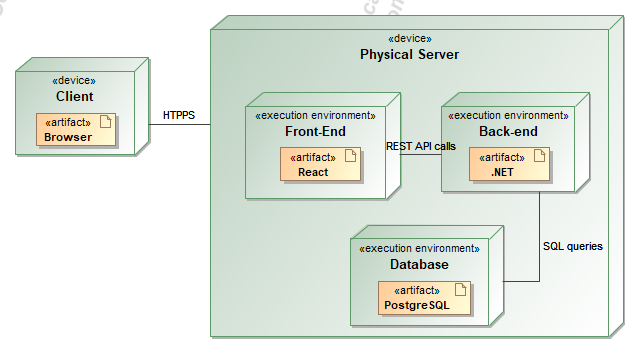 «device»
Client
«artifact»
Browser
HTPPS
«device»
Physical Server
«execution environment»
Front-End
«artifact»
React
REST API calls
«execution environment»
Back-end
«artifact»
.NET
SQL queries
«execution environment»
Database
«artifact»
PostgreSQL